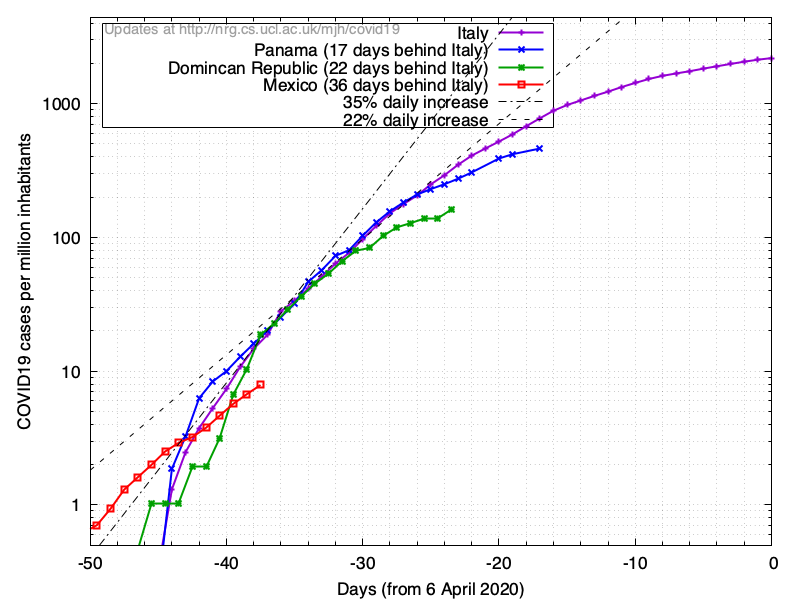 Updates at http://nrg.cs.ucl.ac.uk/mjh/covid19
Italy
Panama (17 days behind Italy)
Domincan Republic (22 days behind Italy)
Mexico (36 days behind Italy)
35% daily increase
22% daily increase
COVID19 cases per million inhabitants
1000
100
10
1
-50
-40
-30
-20
-10
0
Days (from 6 April 2020)